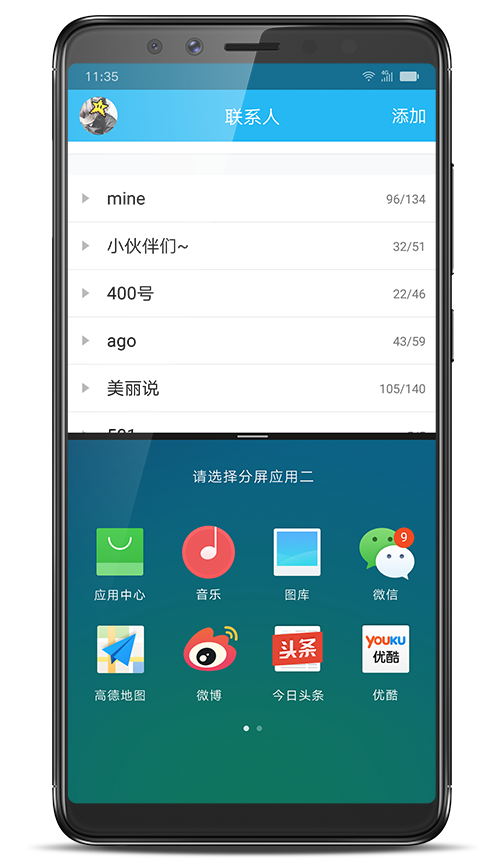 11:35
4G
联系人
添加
mine
96/134
小伙伴们~
32/51
400号
22/46
ago
43/59
美丽说
105/140
请选择分屏应用二
9
应用中心
音乐
图库
微信
头条
YOUKU
优酷
高德地图
微博
今日头条
优酷